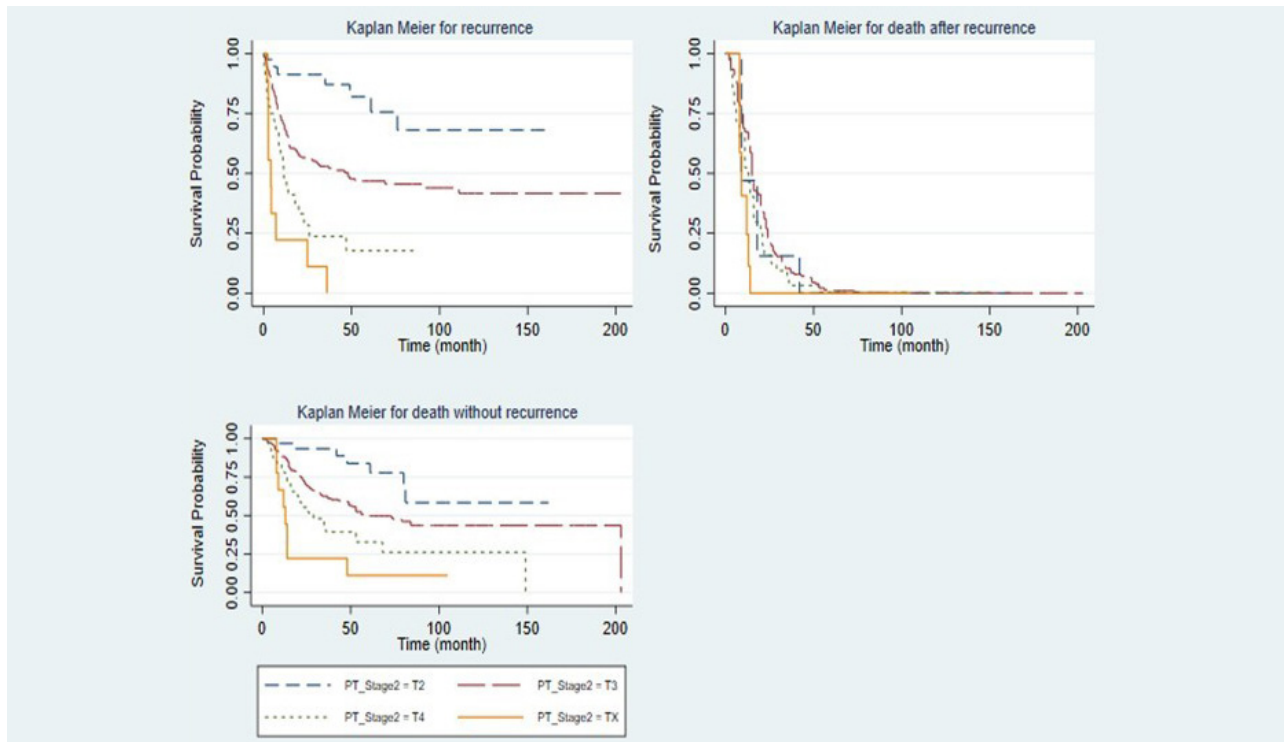 Kaplan Meier for recurrence
Survival Probability
1.00
0.75
0.50
0.25
0.00
0 50 100 150 200
Time (month)
Kaplan Meier for death after recurrence
Survival Probability
1.00
0.75
0.50
0.25
0.00
0 50 100 150 200
Time (month)
Kaplan Meier for death without recurrence
Survival Probability
1.00
0.75
0.50
0.25
0.00
0 50 100 150 200
Time (month)
PT_Stage2 = T2 PT_Stage2 = T3
PT_Stage2 = T4 PT_Stage2 = TX